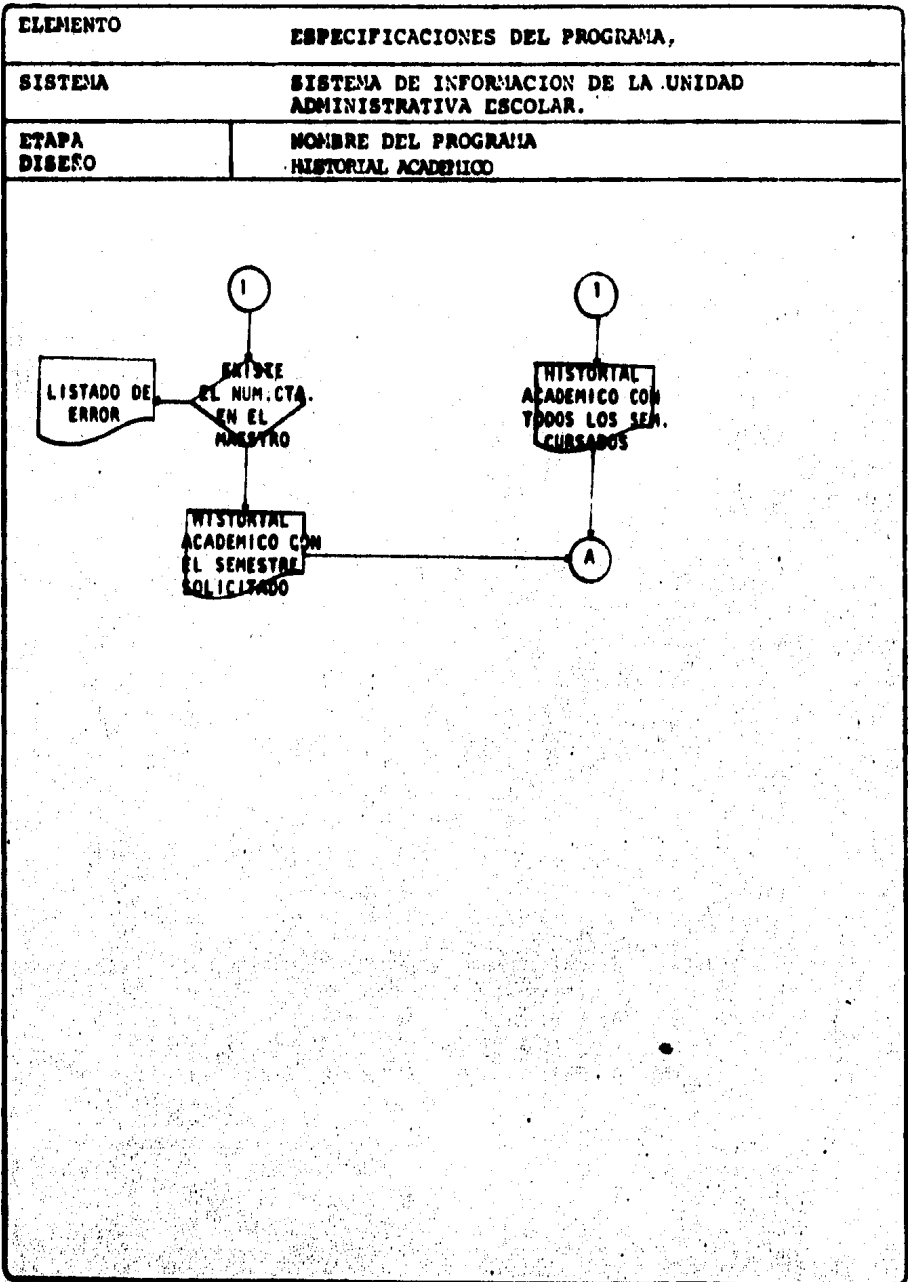 ELEMENTO
ESPECIFICACIONES DEL PROGRAMA,
SISTEMA
SISTEMA DE INFORMACION DE LA UNIDAD
ADMINISTRATIVA ESCOLAR.
ETAPA
DISEÑO
NOMBRE DEL PROGRAMA
HISTORIAL ACADEMICO
1
1
EXISTE
EL NUM.CTA.
EN EL
MAESTRO
LISTADO DE
ERROR
HISTORIAL
ACADEMICO CON
TODOS LOS SEM.
CURSADOS
HISTORIAL
ACADEMICO CON
EL SEMESTRE
SOLICITADO
A